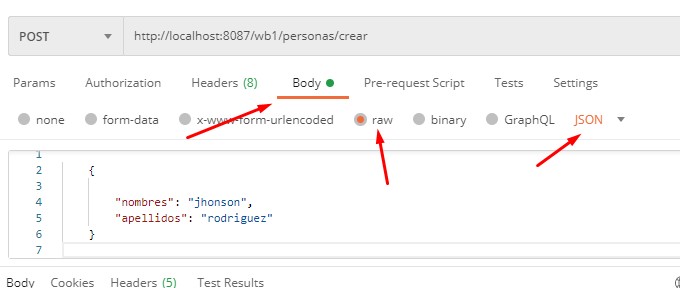 POST http://localhost:8087/wb1/personas/crear
Params Authorization Headers (8) Body Pre-request Script Tests Settings
none form-data x-www-form-urlencoded raw binary GraphQL JSON
1
2 {
3
4 "nombres": "jhonson",
5 "apellidos": "rodriguez"
6 }
7
Body Cookies Headers (5) Test Results